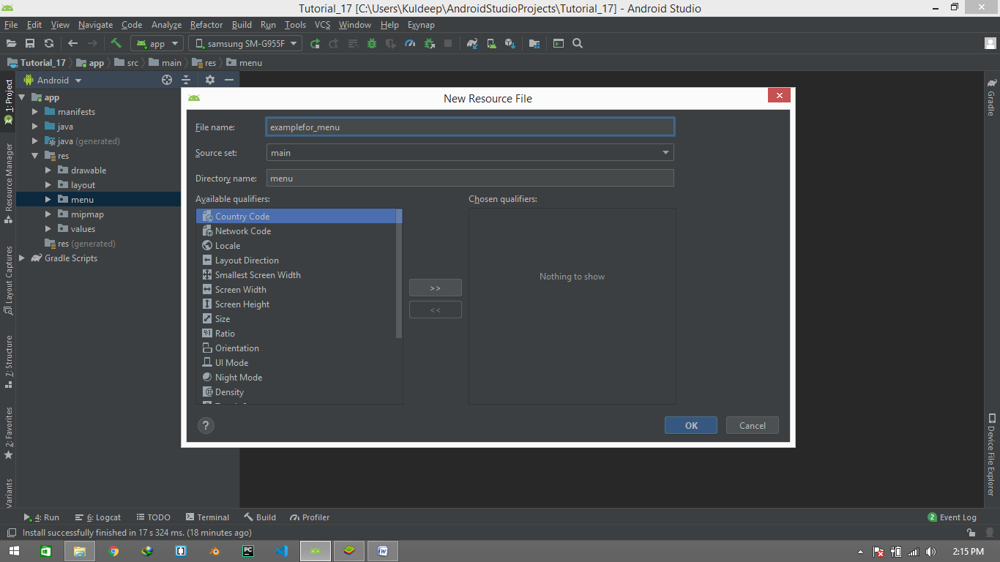 Tutorial_17 [C:\Users\Kuldeep\AndroidStudioProjects\Tutorial_17] - Android Studio
File Edit View Navigate Code Analyze Refactor Build Run Tools VCS Window Help Exynap
app samsung SM-G955F
Tutorial_17 app src main res menu
Android
1: Project
Resource Manager
Layout Captures
7: Structure
2: Favorites
Variants
app
manifests
java
java (generated)
res
drawable
layout
menu
mipmap
values
res (generated)
Gradle Scripts
New Resource File
File name: examplefor_menu
Source set: main
Directory name: menu
Available qualifiers:
Country Code
Network Code
Locale
Layout Direction
Smallest Screen Width
Screen Width
Screen Height
Size
Ratio
Orientation
UI Mode
Night Mode
Density
>>
<<
Chosen qualifiers:
Nothing to show
?
OK Cancel
Gradle
Device File Explorer
4: Run 6: Logcat TODO Terminal Build Profiler 2 Event Log
Install successfully finished in 17 s 324 ms. (18 minutes ago)
2:15 PM